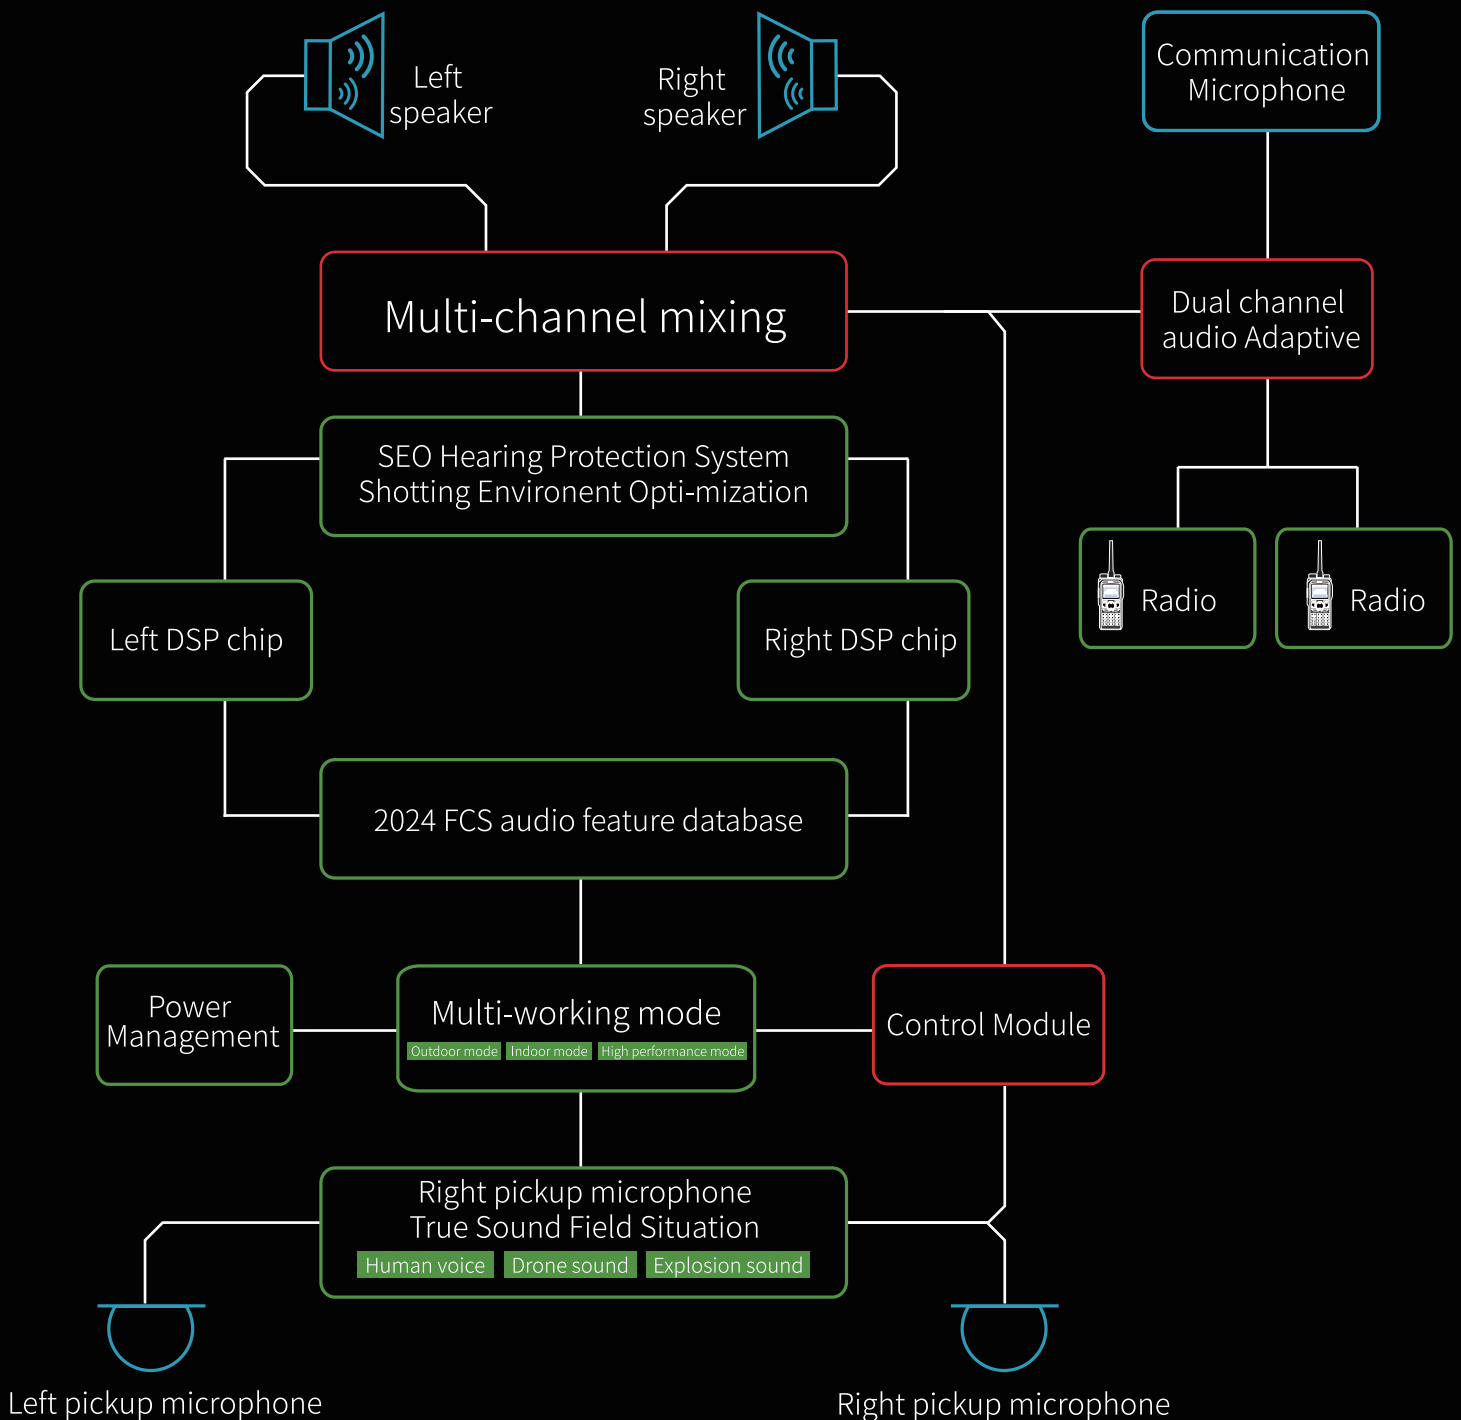 Left
speaker
Right
speaker
Communication
Microphone
Multi-channel mixing
Dual channel
audio Adaptive
SEO Hearing Protection System
Shotting Environent Opti-mization
Left DSP chip
Right DSP chip
Radio
Radio
2024 FCS audio feature database
Power
Management
Multi-working mode
Outdoor mode
Indoor mode
High performance mode
Control Module
Right pickup microphone
True Sound Field Situation
Human voice
Drone sound
Explosion sound
Left pickup microphone
Right pickup microphone